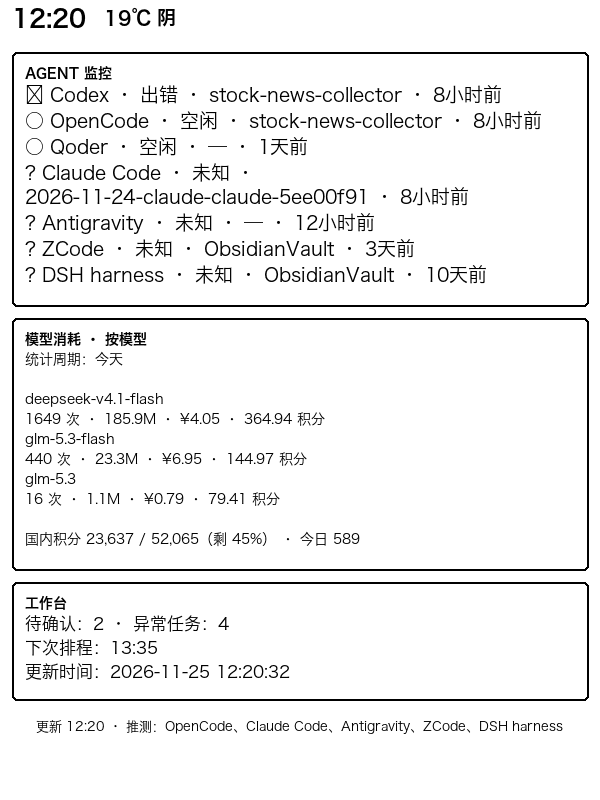 12:20 19℃ 阴
AGENT 监控
☒ Codex · 出错 · stock-news-collector · 8小时前
○ OpenCode · 空闲 · stock-news-collector · 8小时前
○ Qoder · 空闲 · — · 1天前
? Claude Code · 未知 ·
2026-11-24-claude-claude-5ee00f91 · 8小时前
? Antigravity · 未知 · — · 12小时前
? ZCode · 未知 · ObsidianVault · 3天前
? DSH harness · 未知 · ObsidianVault · 10天前
模型消耗 · 按模型
统计周期：今天
deepseek-v4.1-flash
1649 次 · 185.9M · ¥4.05 · 364.94 积分
glm-5.3-flash
440 次 · 23.3M · ¥6.95 · 144.97 积分
glm-5.3
16 次 · 1.1M · ¥0.79 · 79.41 积分
国内积分 23,637 / 52,065（剩 45%） · 今日 589
工作台
待确认：2 · 异常任务：4
下次排程：13:35
更新时间：2026-11-25 12:20:32
更新 12:20 · 推测：OpenCode、Claude Code、Antigravity、ZCode、DSH harness